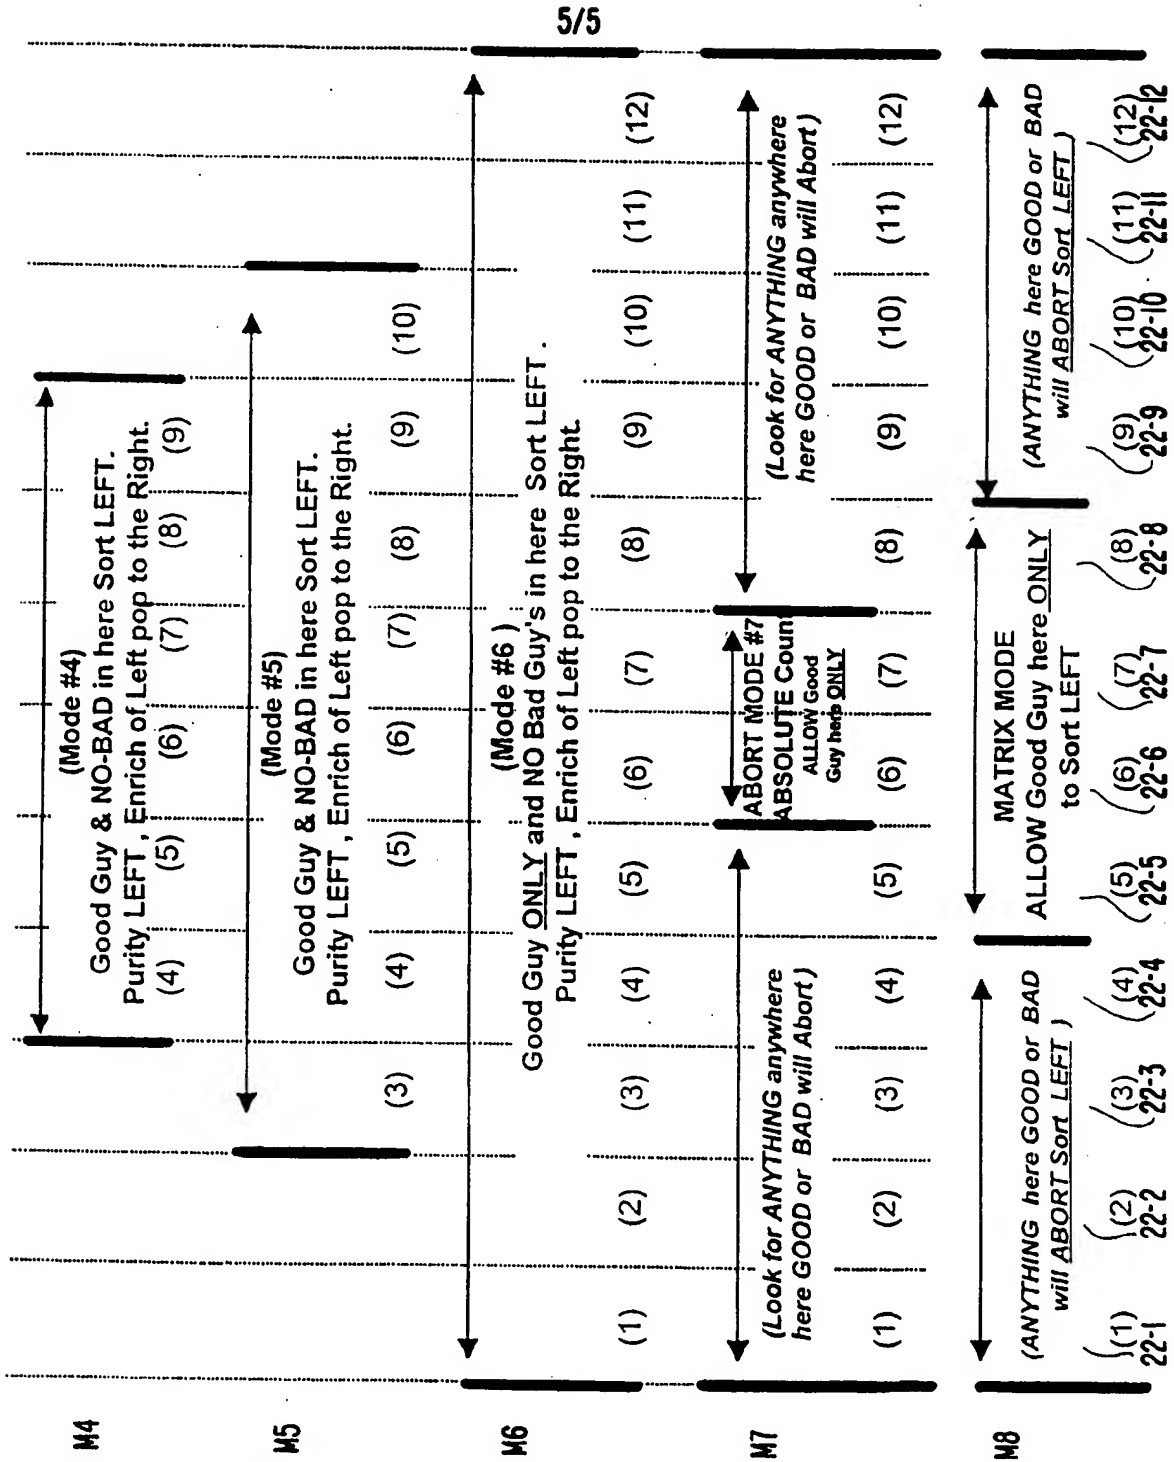 5/5
M4
(Mode #4)
Good Guy & NO-BAD in here Sort LEFT.
Purity LEFT , Enrich of Left pop to the Right.
(4) (5) (6) (7) (8) (9)
M5
(Mode #5)
Good Guy & NO-BAD in here Sort LEFT.
Purity LEFT , Enrich of Left pop to the Right.
(3) (4) (5) (6) (7) (8) (9) (10)
M6
(Mode #6 )
Good Guy ONLY and NO Bad Guy's in here Sort LEFT .
Purity LEFT , Enrich of Left pop to the Right.
(1) (2) (3) (4) (5) (6) (7) (8) (9) (10) (11) (12)
M7
(Look for ANYTHING anywhere
here GOOD or BAD will Abort)
ABORT MODE #7
ABSOLUTE Count
ALLOW Good
Guy here ONLY
(Look for ANYTHING anywhere
here GOOD or BAD will Abort)
(1) (2) (3) (4) (5) (6) (7) (8) (9) (10) (11) (12)
M8
(ANYTHING here GOOD or BAD
will ABORT Sort LEFT )
MATRIX MODE
ALLOW Good Guy here ONLY
to Sort LEFT
(ANYTHING here GOOD or BAD
will ABORT Sort LEFT )
(1) (2) (3) (4) (5) (6) (7) (8) (9) (10) (11) (12)
22-1 22-2 22-3 22-4 22-5 22-6 22-7 22-8 22-9 22-10 22-11 22-12